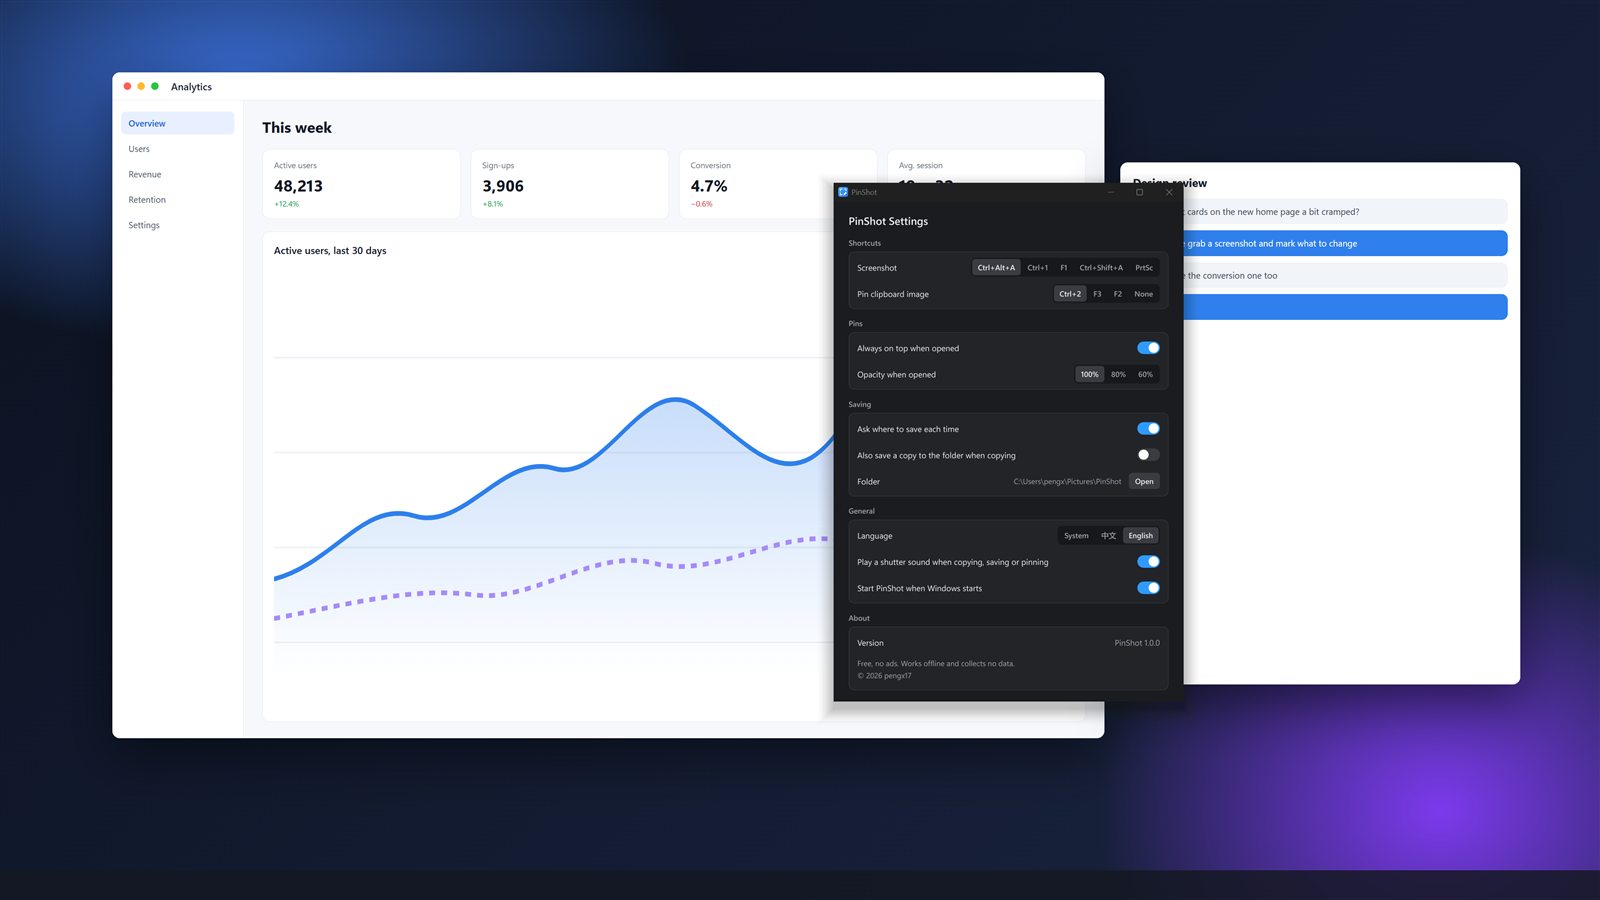 Analytics
Overview
Users
Revenue
Retention
Settings
This week
Active users
48,213
+12.4%
Sign-ups
3,906
+8.1%
Conversion
4.7%
−0.6%
Avg. session
Active users, last 30 days
PinShot
PinShot Settings
Shortcuts
Screenshot Ctrl+Alt+A Ctrl+1 F1 Ctrl+Shift+A PrtSc
Pin clipboard image Ctrl+2 F3 F2 None
Pins
Always on top when opened
Opacity when opened 100% 80% 60%
Saving
Ask where to save each time
Also save a copy to the folder when copying
Folder C:\Users\pengx\Pictures\PinShot Open
General
Language System 中文 English
Play a shutter sound when copying, saving or pinning
Start PinShot when Windows starts
About
Version PinShot 1.0.0
Free, no ads. Works offline and collects no data.
© 2026 pengx17
Design review
cards on the new home page a bit cramped?
grab a screenshot and mark what to change
the conversion one too